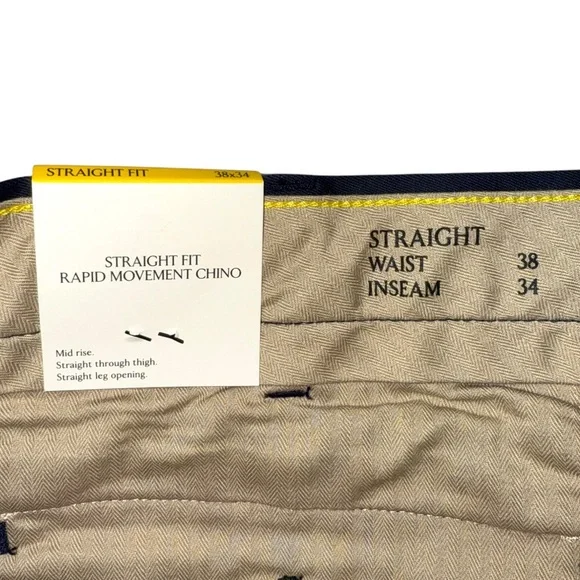 STRAIGHT FIT 38x34
STRAIGHT FIT
RAPID MOVEMENT CHINO
Mid rise.
Straight through thigh.
Straight leg opening.
STRAIGHT
WAIST 38
INSEAM 34